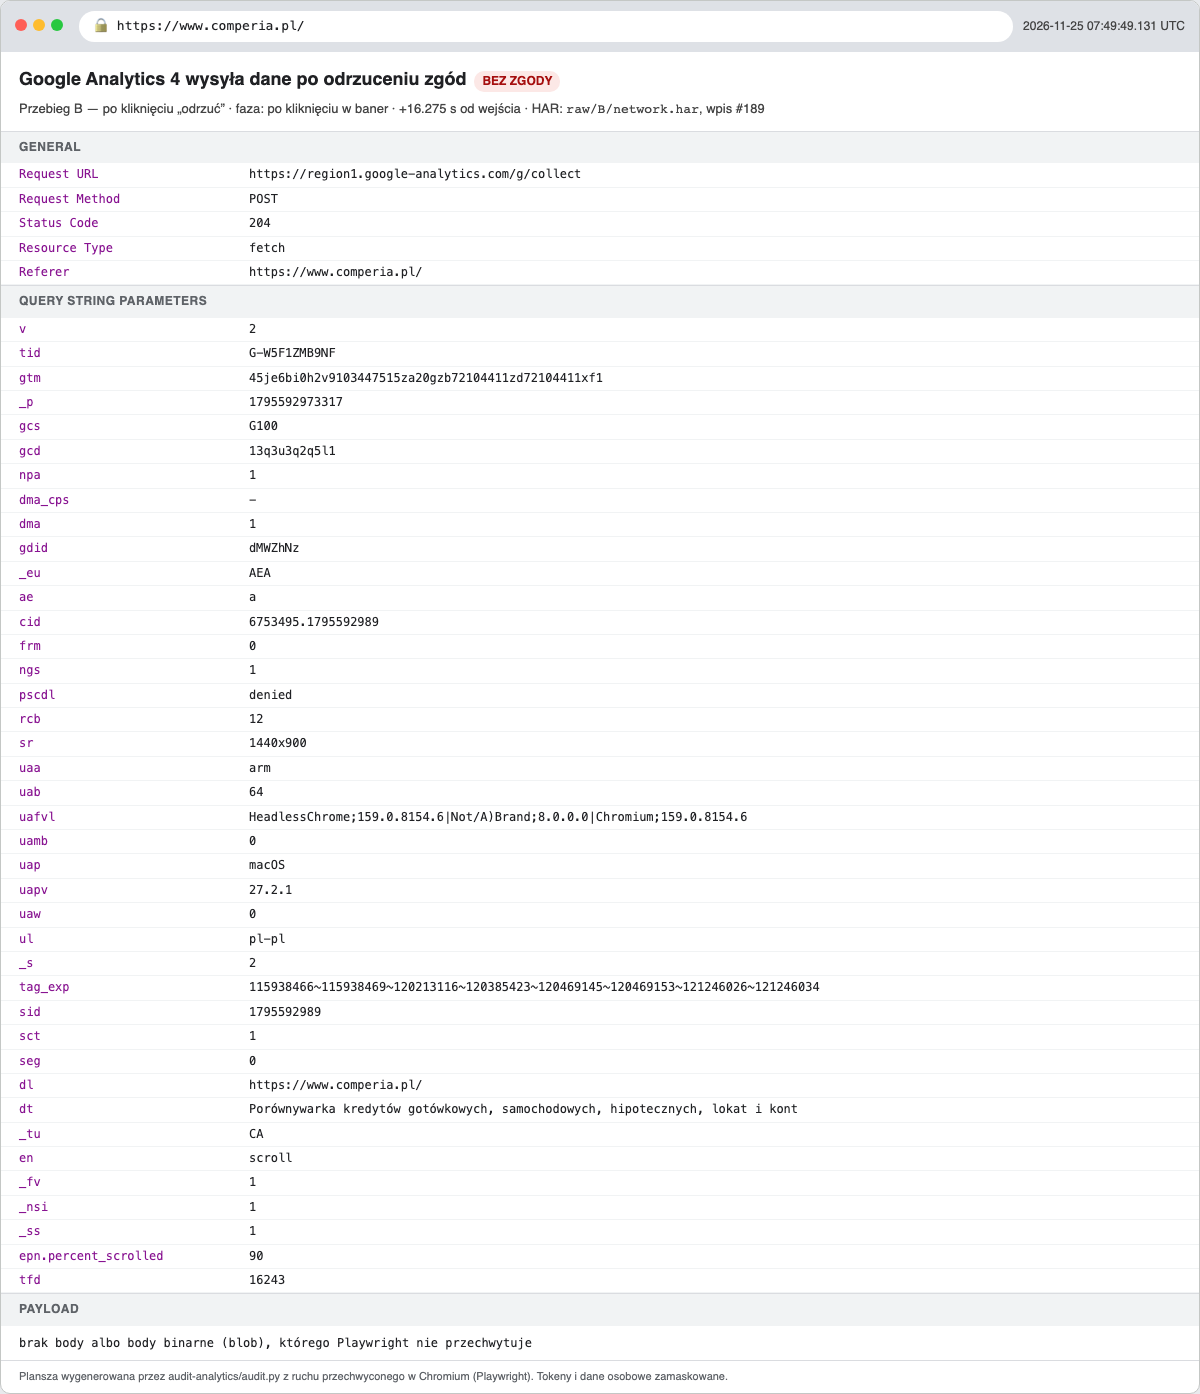 https://www.comperia.pl/
2026-11-25 07:49:49.131 UTC
Google Analytics 4 wysyła dane po odrzuceniu zgód BEZ ZGODY
Przebieg B — po kliknięciu „odrzuć” · faza: po kliknięciu w baner · +16.275 s od wejścia · HAR: raw/B/network.har, wpis #189
GENERAL
Request URL https://region1.google-analytics.com/g/collect
Request Method POST
Status Code 204
Resource Type fetch
Referer https://www.comperia.pl/
QUERY STRING PARAMETERS
v 2
tid G-W5F1ZMB9NF
gtm 45je6bi0h2v9103447515za20gzb72104411zd72104411xf1
_p 1795592973317
gcs G100
gcd 13q3u3q2q5l1
npa 1
dma_cps –
dma 1
gdid dMWZhNz
_eu AEA
ae a
cid 6753495.1795592989
frm 0
ngs 1
pscdl denied
rcb 12
sr 1440x900
uaa arm
uab 64
uafvl HeadlessChrome;159.0.8154.6|Not/A)Brand;8.0.0.0|Chromium;159.0.8154.6
uamb 0
uap macOS
uapv 27.2.1
uaw 0
ul pl-pl
_s 2
tag_exp 115938466~115938469~120213116~120385423~120469145~120469153~121246026~121246034
sid 1795592989
sct 1
seg 0
dl https://www.comperia.pl/
dt Porównywarka kredytów gotówkowych, samochodowych, hipotecznych, lokat i kont
_tu CA
en scroll
_fv 1
_nsi 1
_ss 1
epn.percent_scrolled 90
tfd 16243
PAYLOAD
brak body albo body binarne (blob), którego Playwright nie przechwytuje
Plansza wygenerowana przez audit-analytics/audit.py z ruchu przechwyconego w Chromium (Playwright). Tokeny i dane osobowe zamaskowane.